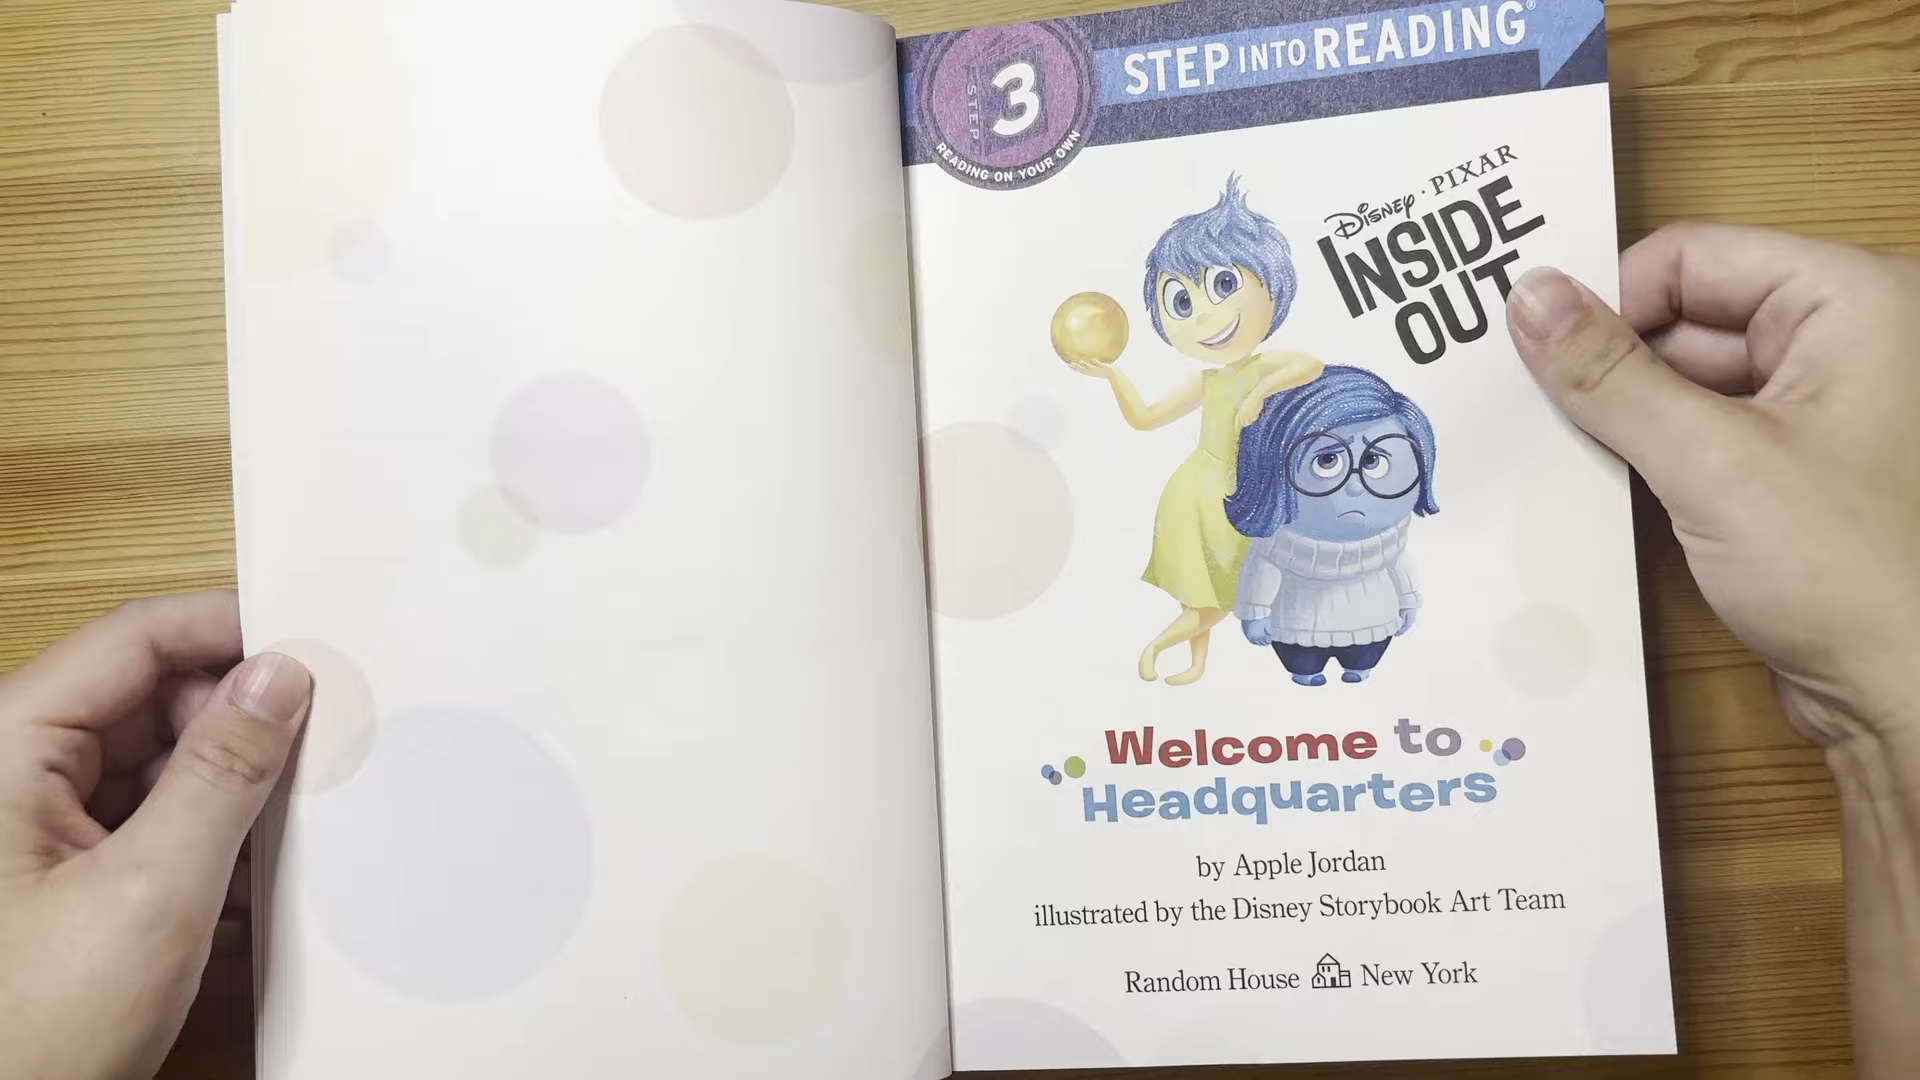 STEP 3
READING ON YOUR OWN
STEP INTO READING®
DISNEY · PIXAR
INSIDE
OUT
Welcome to
Headquarters
by Apple Jordan
illustrated by the Disney Storybook Art Team
Random House New York